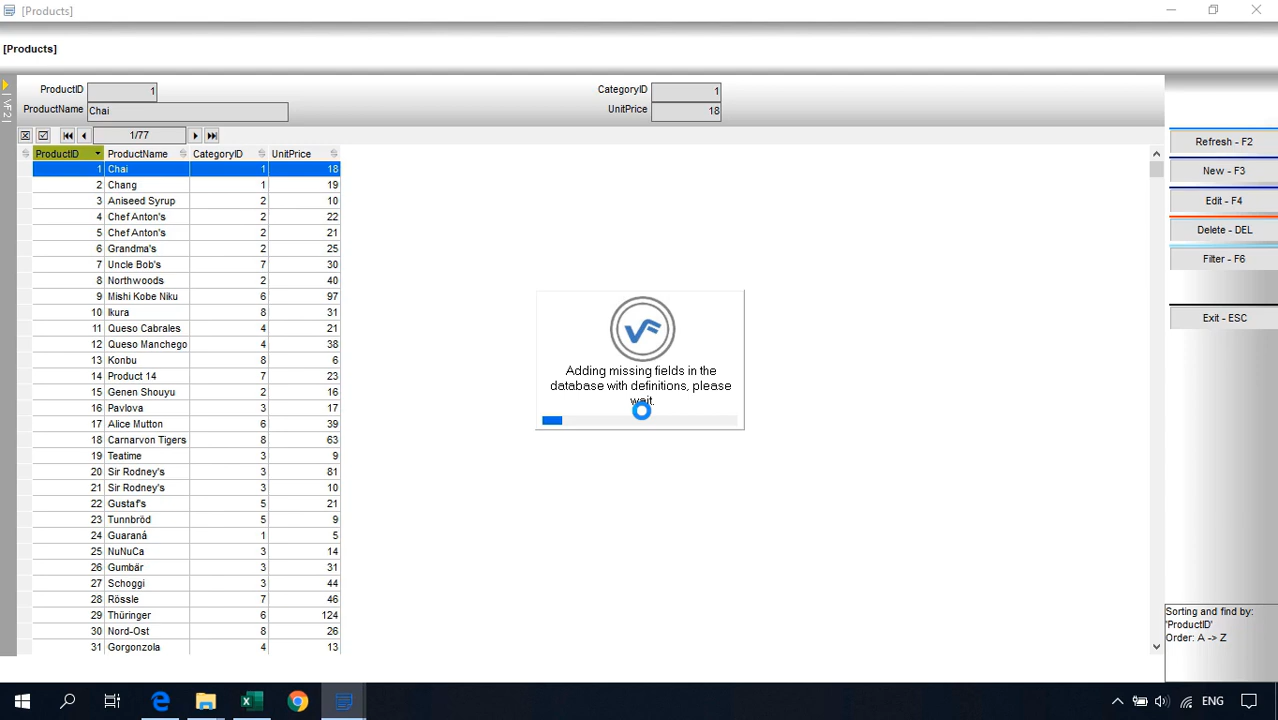 [Products]
[Products]
ProductID 1 CategoryID 1
ProductName Chai UnitPrice 18
1/77
ProductID ProductName CategoryID UnitPrice
1 Chai 1 18
2 Chang 1 19
3 Aniseed Syrup 2 10
4 Chef Anton's 2 22
5 Chef Anton's 2 21
6 Grandma's 2 25
7 Uncle Bob's 7 30
8 Northwoods 2 40
9 Mishi Kobe Niku 6 97
10 Ikura 8 31
11 Queso Cabrales 4 21
12 Queso Manchego 4 38
13 Konbu 8 6
14 Product 14 7 23
15 Genen Shouyu 2 16
16 Pavlova 3 17
17 Alice Mutton 6 39
18 Carnarvon Tigers 8 63
19 Teatime 3 9
20 Sir Rodney's 3 81
21 Sir Rodney's 3 10
22 Gustaf's 5 21
23 Tunnbröd 5 9
24 Guaraná 1 5
25 NuNuCa 3 14
26 Gumbär 3 31
27 Schoggi 3 44
28 Rössle 7 46
29 Thüringer 6 124
30 Nord-Ost 8 26
31 Gorgonzola 4 13
VF2
VF
Adding missing fields in the
database with definitions, please
wait.
Refresh - F2
New - F3
Edit - F4
Delete - DEL
Filter - F6
Exit - ESC
Sorting and find by:
'ProductID'
Order: A -> Z
ENG